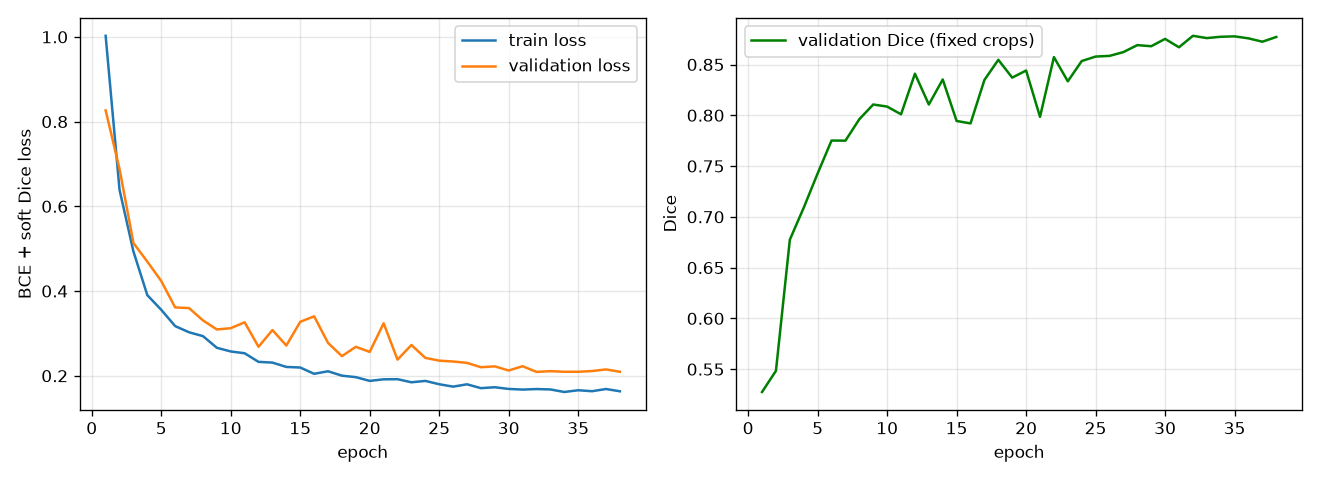 BCE + soft Dice loss
1.0
0.8
0.6
0.4
0.2
train loss
validation loss
0 5 10 15 20 25 30 35
epoch
Dice
0.85
0.80
0.75
0.70
0.65
0.60
0.55
validation Dice (fixed crops)
0 5 10 15 20 25 30 35
epoch